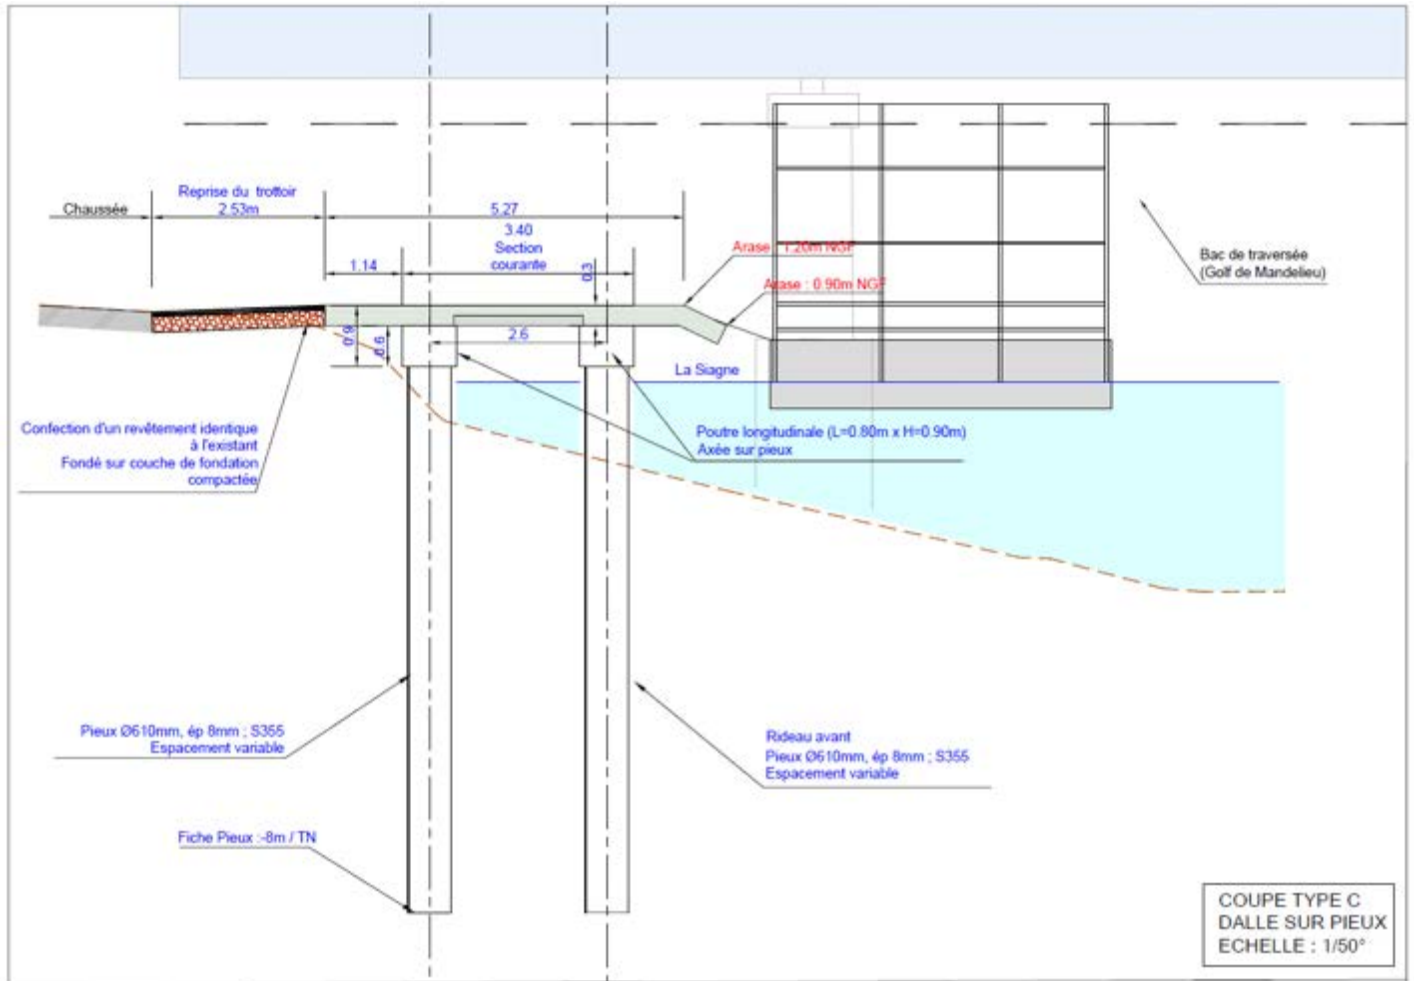 Reprise du trottoir
Chaussée
2.53m
5.27
3.40
Section
courante
1.14
0.3
Arase : 1.20m NGF
Arase : 0.90m NGF
Bac de traversée
(Golf de Mandelieu)
0.9
0.6
2.6
La Siagne
Confection d'un revêtement identique
à l'existant
Fondé sur couche de fondation
compactée
Poutre longitudinale (L=0.80m x H=0.90m)
Axée sur pieux
Pieux Ø610mm, ép 8mm ; S355
Espacement variable
Rideau avant
Pieux Ø610mm, ép 8mm ; S355
Espacement variable
Fiche Pieux :-8m / TN
COUPE TYPE C
DALLE SUR PIEUX
ECHELLE : 1/50°